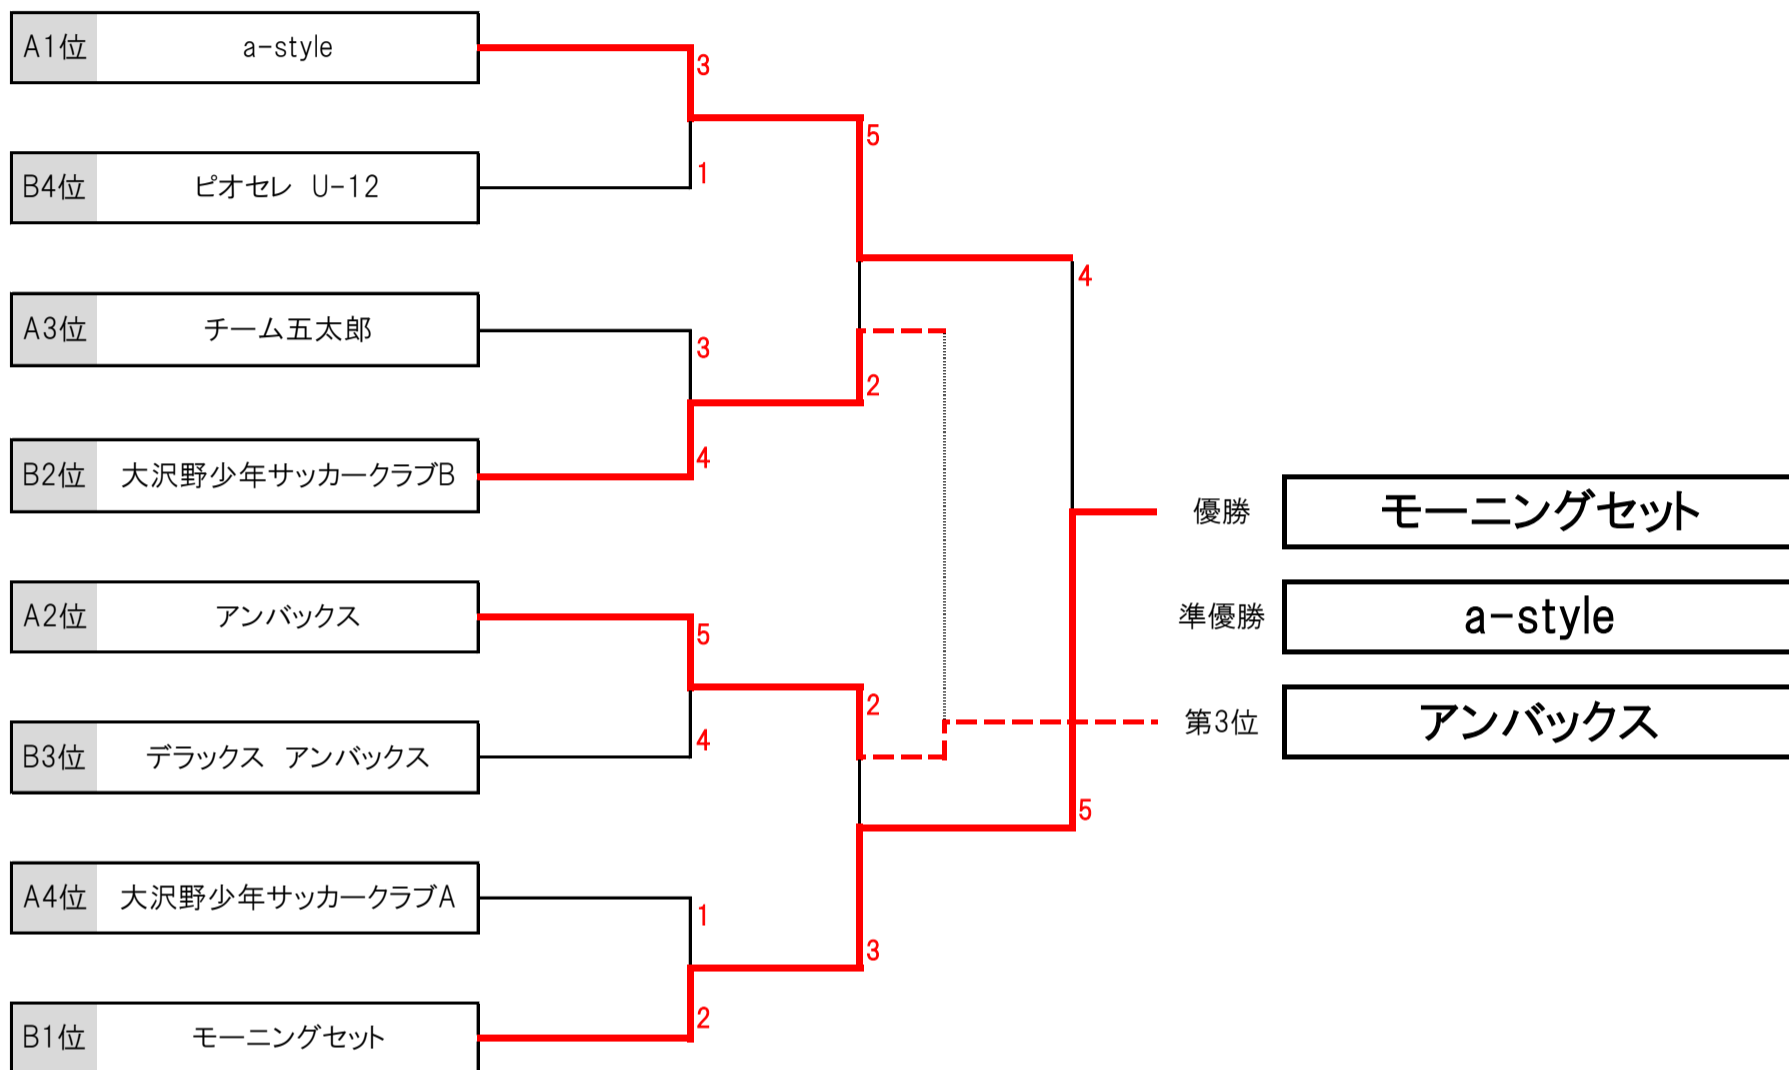 A1位 a-style
3
5
B4位 ピオセレ　U-12
1
4
A3位 チーム五太郎
3
2
B2位 大沢野少年サッカークラブB
4
優勝 モーニングセット
A2位 アンバックス
5
準優勝 a-style
2
第3位 アンバックス
B3位 デラックス　アンバックス
4
5
A4位 大沢野少年サッカークラブA
1
3
B1位 モーニングセット
2